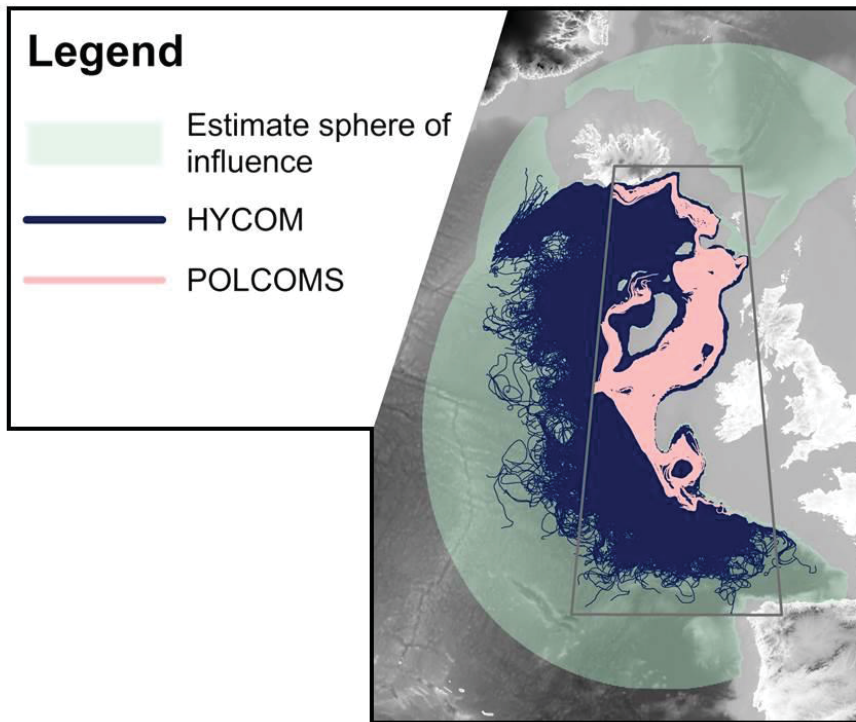 Legend
Estimate sphere of
influence
HYCOM
POLCOMS